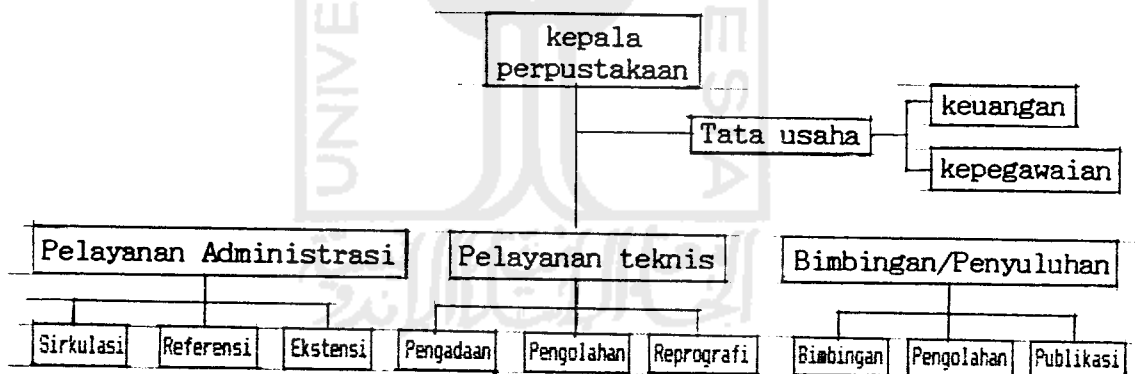 kepala
perpustakaan
keuangan
Tata usaha
kepegawaian
Pelayanan Administrasi
Pelayanan teknis
Bimbingan/Penyuluhan
Sirkulasi
Referensi
Ekstensi
Pengadaan
Pengolahan
Reprografi
Bimbingan
Pengolahan
Publikasi